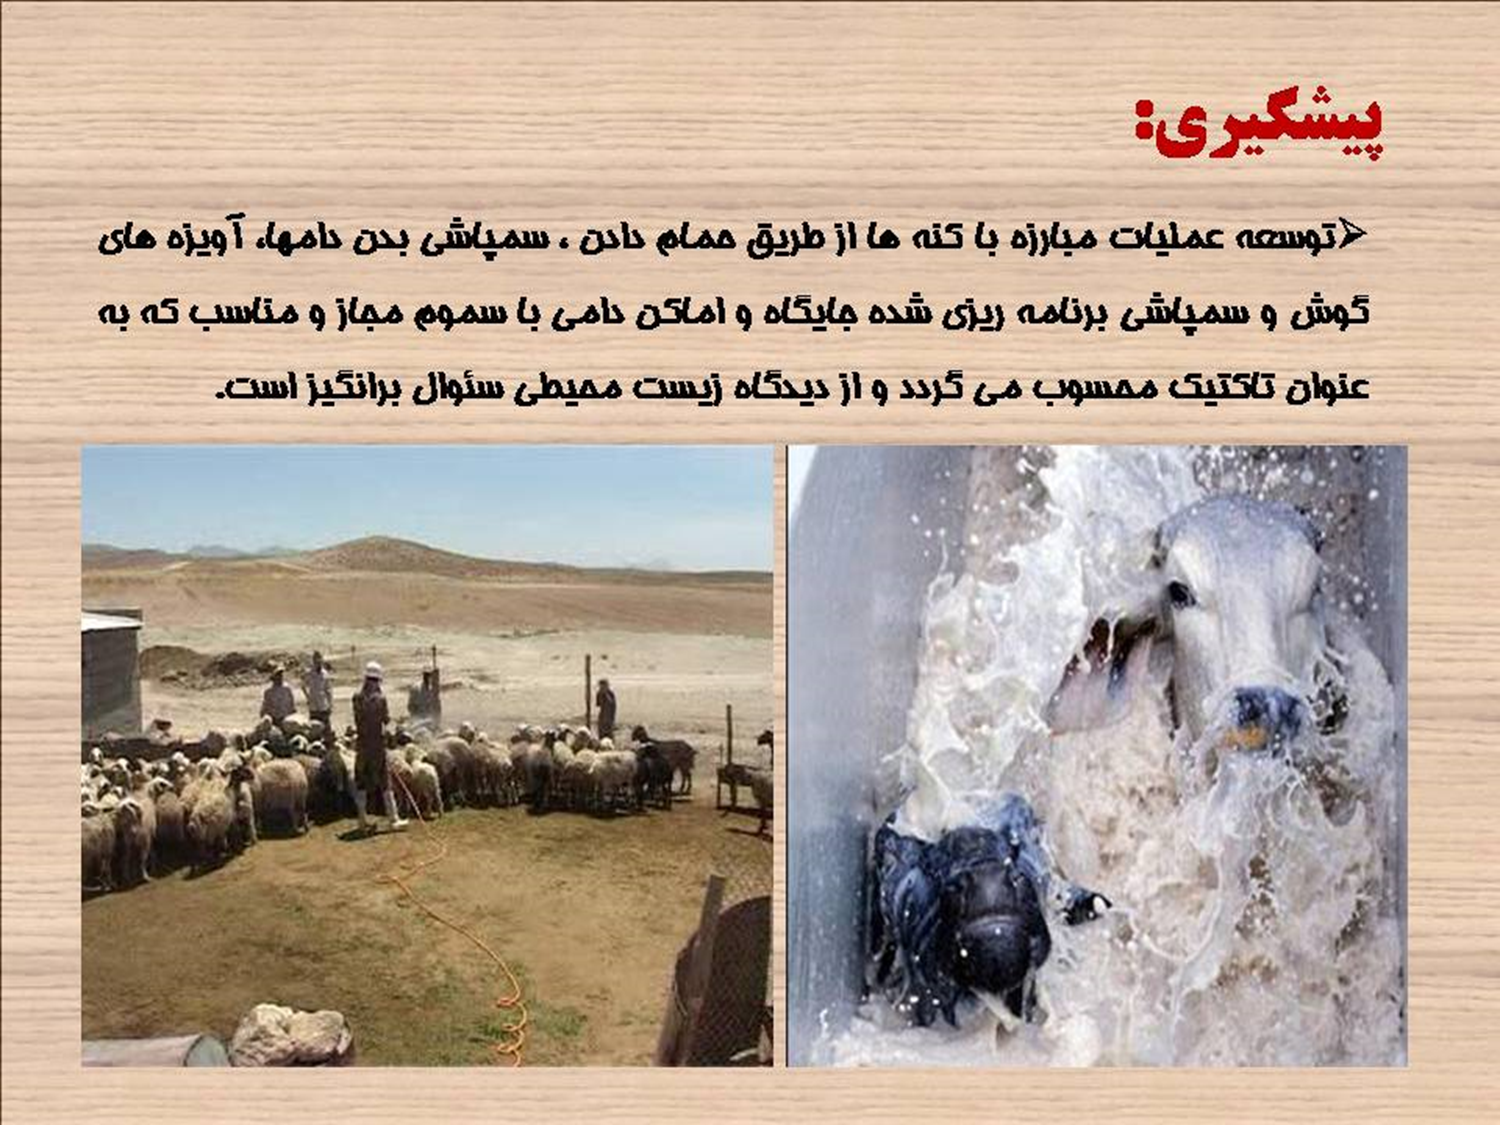 پیشگیری:
توسعه عملیات مبارزه با کنه ها از طریق حمام دادن ، سمپاشی بدن دامها، آویزه های
گوش و سمپاشی برنامه ریزی شده جایگاه و اماکن دامی با سموم مجاز و مناسب که به
عنوان تاکتیک محسوب می گردد و از دیدگاه زیست محیطی سئوال برانگیز است.